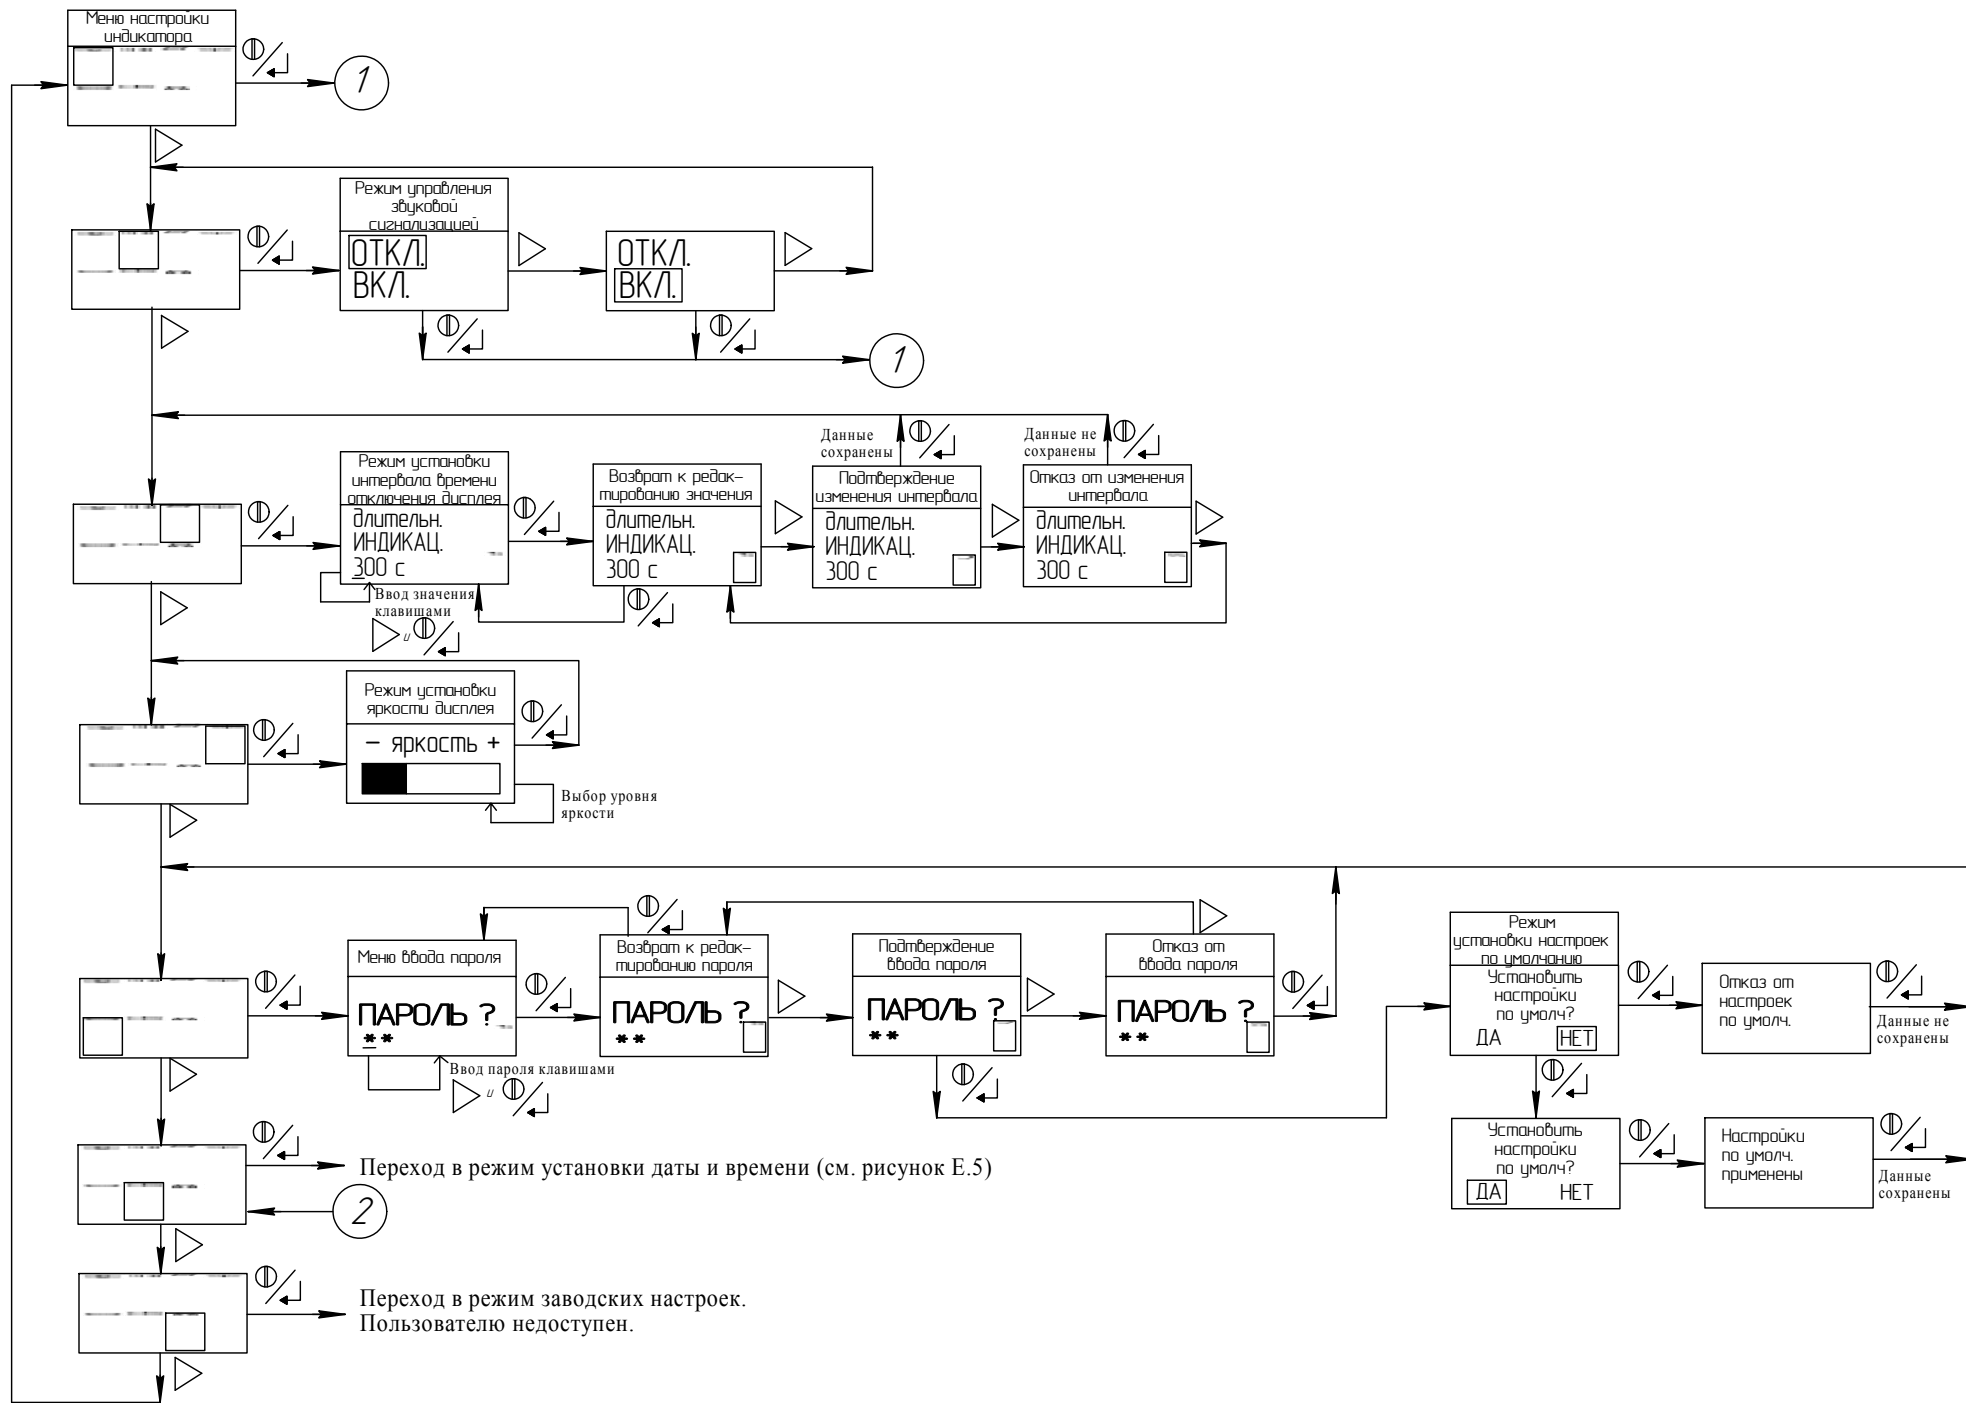 Меню настройки
индикатора
1
Режим управления
звуковой
сигнализацией
ОТКЛ.
ВКЛ.
ОТКЛ.
ВКЛ.
1
Данные
сохранены
Данные не
сохранены
Режим установки
интервала времени
отключения дисплея
длительн.
ИНДИКАЦ.
300 с
Возврат к редак-
тированию значения
длительн.
ИНДИКАЦ.
300 с
Подтверждение
изменения интервала
длительн.
ИНДИКАЦ.
300 с
Отказ от изменения
интервала
длительн.
ИНДИКАЦ.
300 с
Ввод значения
клавишами
и
Режим установки
яркости дисплея
− яркость +
Выбор уровня
яркости
Меню ввода пароля
ПАРОЛЬ ?
**
Возврат к редак-
тированию пароля
ПАРОЛЬ ?
**
Подтверждение
ввода пароля
ПАРОЛЬ ?
**
Отказ от
ввода пароля
ПАРОЛЬ ?
**
Ввод пароля клавишами
и
Режим
установки настроек
по умолчанию
Установить
настройки
по умолч?
ДА НЕТ
Отказ от
настроек
по умолч.
Данные не
сохранены
Установить
настройки
по умолч?
ДА НЕТ
Настройки
по умолч.
применены
Данные
сохранены
Переход в режим установки даты и времени (см. рисунок Е.5)
2
Переход в режим заводских настроек.
Пользователю недоступен.